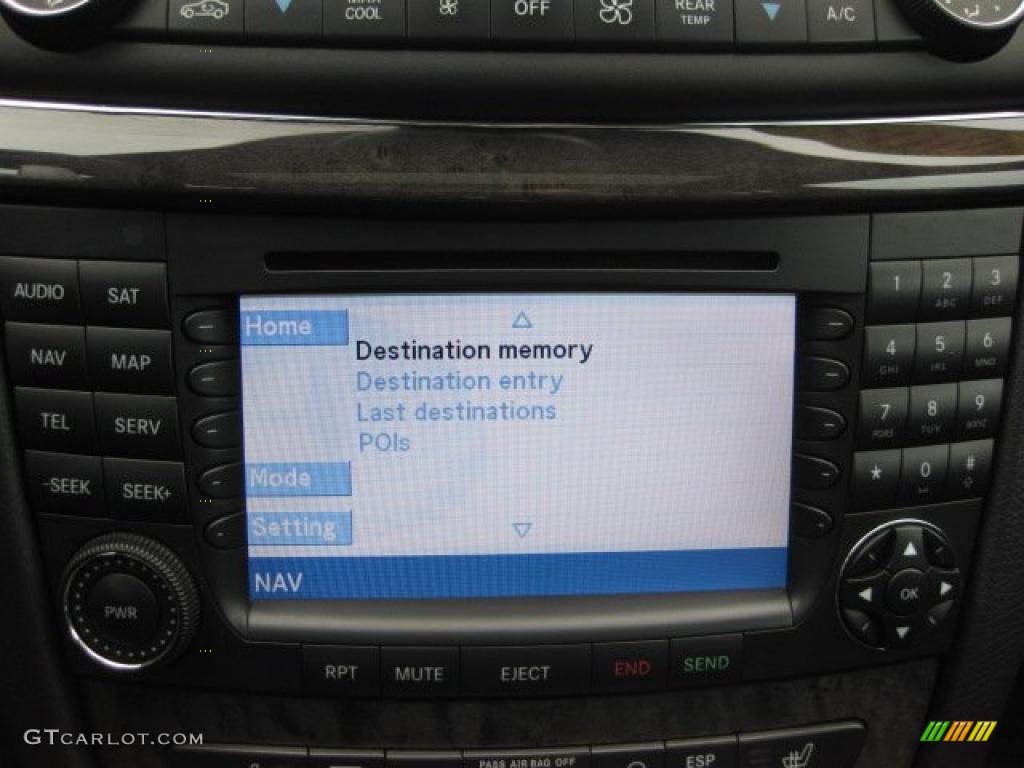 MAX
COOL
OFF
REAR
TEMP
A/C
AUDIO SAT
NAV MAP
TEL SERV
-SEEK SEEK+
PWR
Home
Destination memory
Destination entry
Last destinations
POIs
Mode
Setting
NAV
1 2 ABC 3 DEF
4 GHI 5 JKL 6 MNO
7 PQRS 8 TUV 9 WXYZ
* 0 #
OK
RPT MUTE EJECT END SEND
PASS AIR BAG OFF
ESP
GTCARLOT.COM